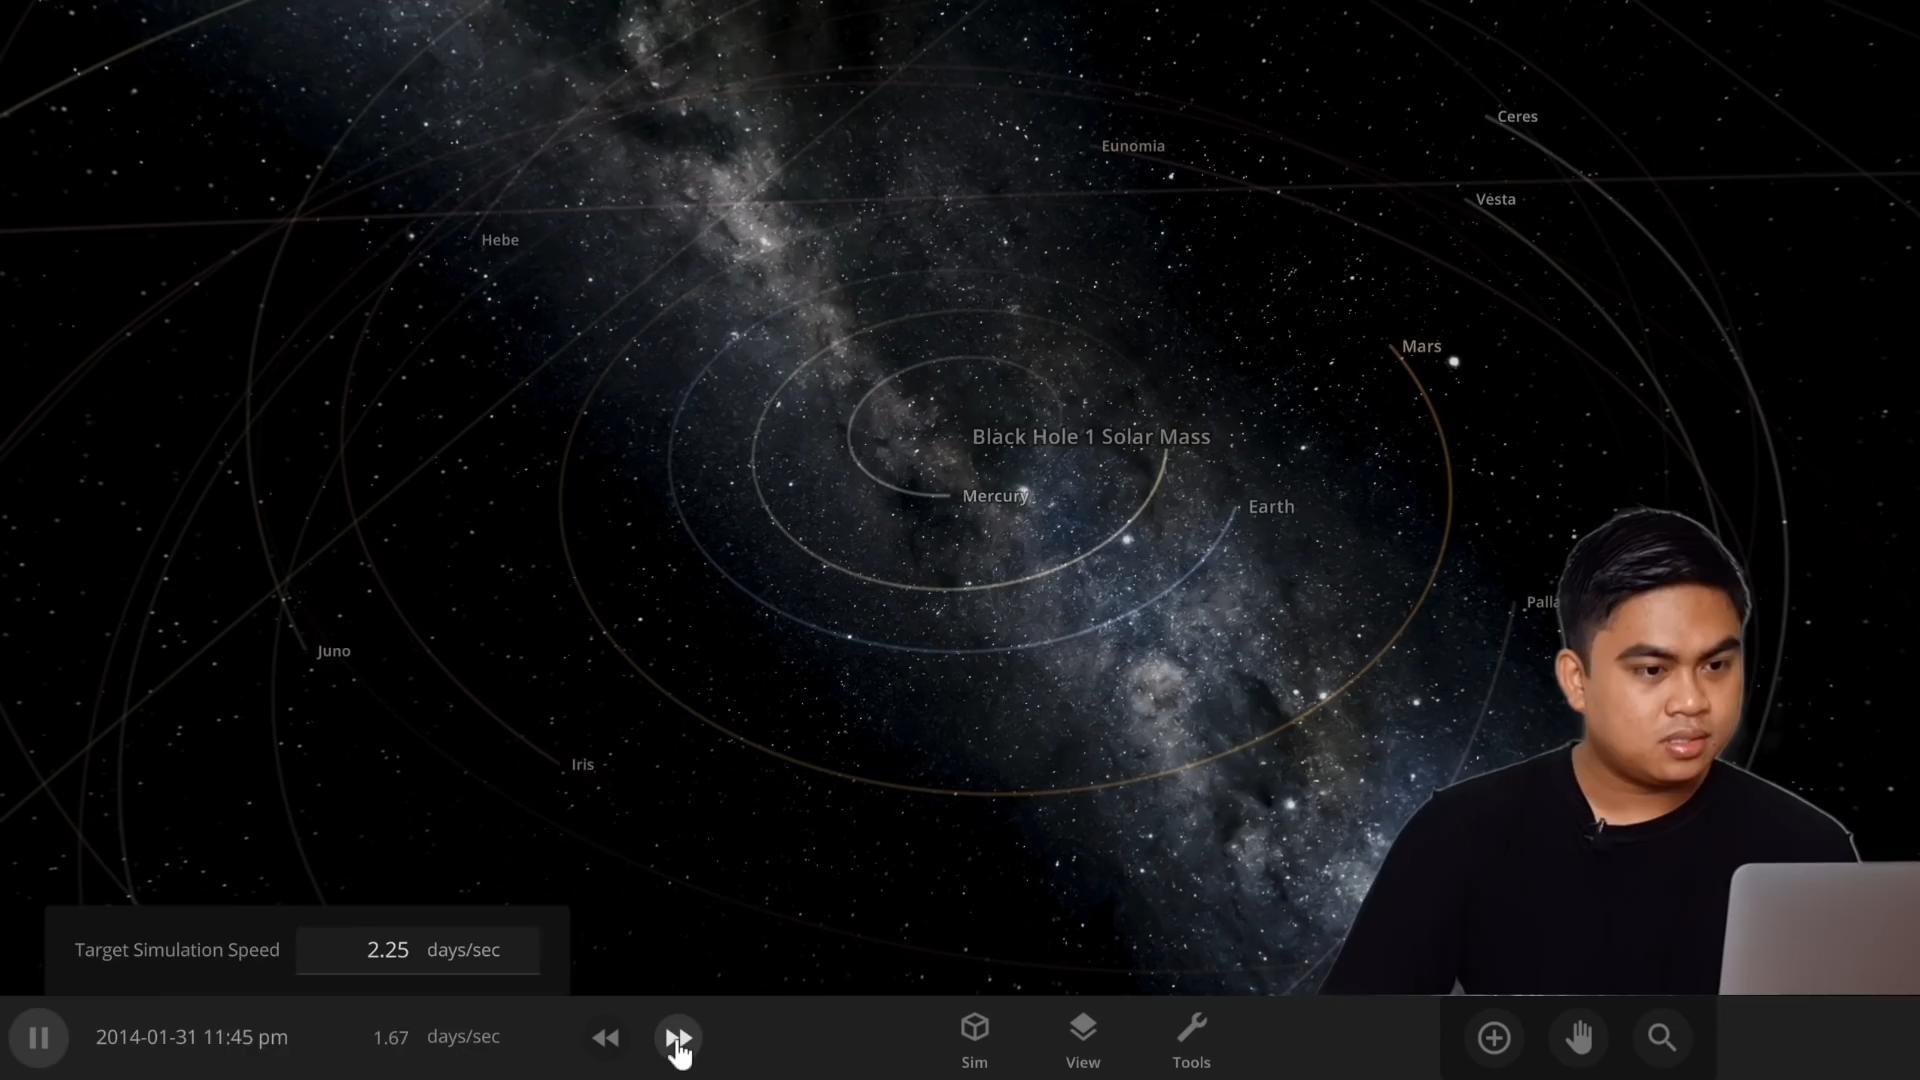 Ceres
Eunomia
Vesta
Hebe
Mars
Black Hole 1 Solar Mass
Mercury
Earth
Palla
Juno
Iris
Target Simulation Speed 2.25 days/sec
2014-01-31 11:45 pm 1.67 days/sec
Sim View Tools